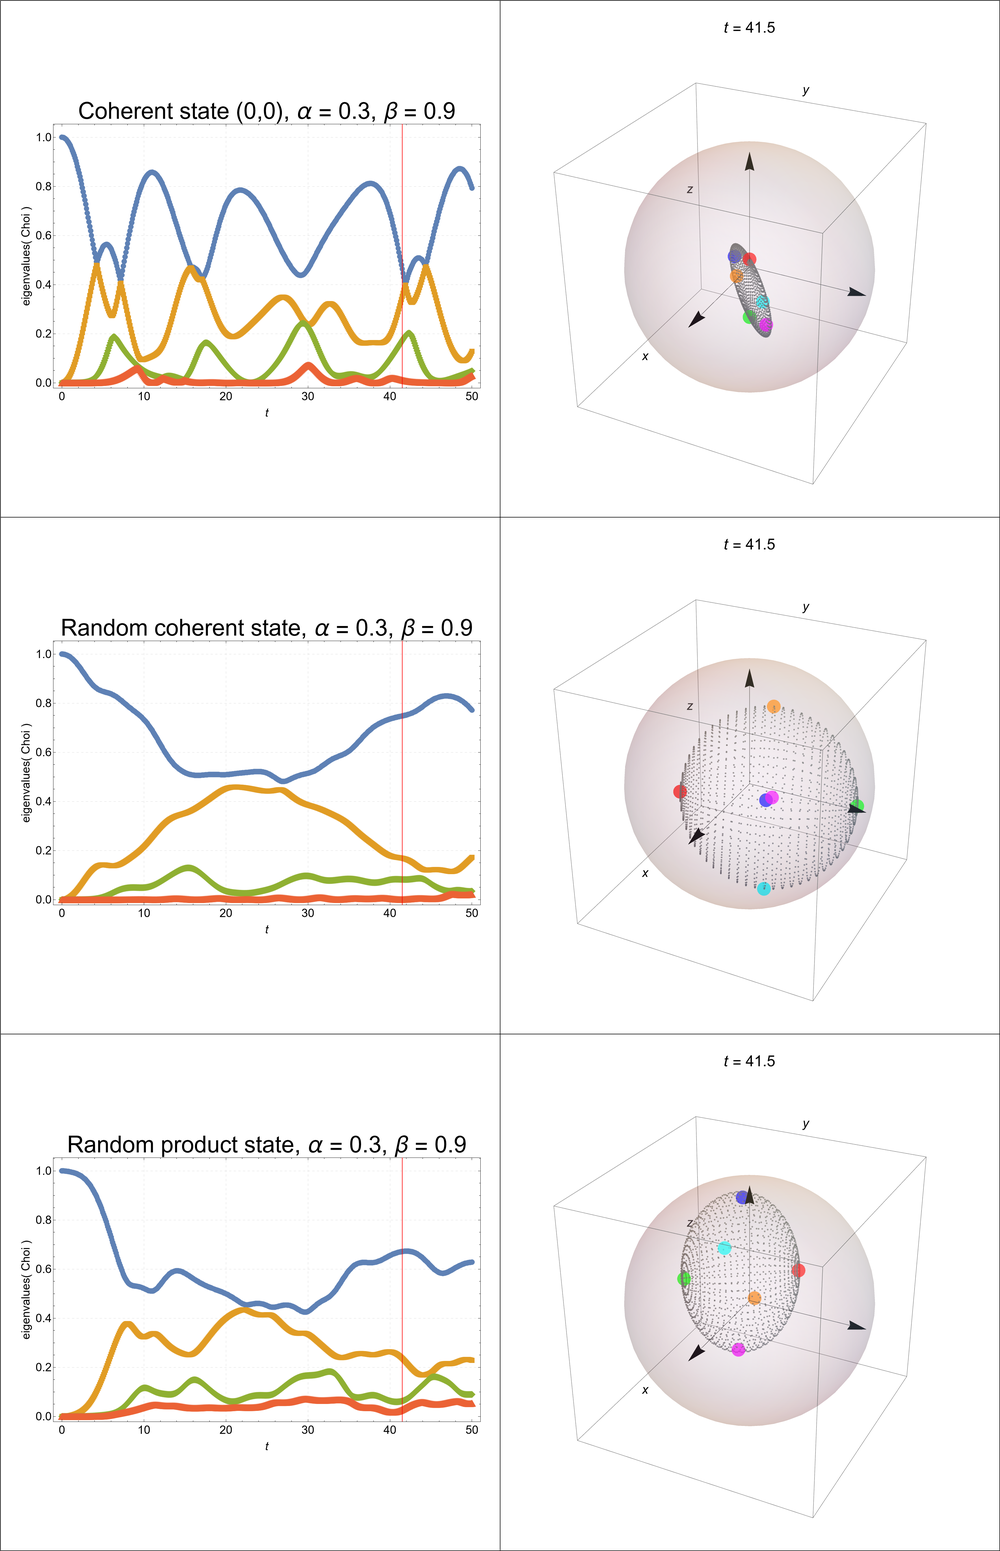 t = 41.5
Coherent state (0,0), α = 0.3, β = 0.9
eigenvalues( Choi )
1.0
0.8
0.6
0.4
0.2
0.0
0 10 20 30 40 50
t
y
z
x
t = 41.5
Random coherent state, α = 0.3, β = 0.9
eigenvalues( Choi )
1.0
0.8
0.6
0.4
0.2
0.0
0 10 20 30 40 50
t
y
z
x
t = 41.5
Random product state, α = 0.3, β = 0.9
eigenvalues( Choi )
1.0
0.8
0.6
0.4
0.2
0.0
0 10 20 30 40 50
t
y
z
x